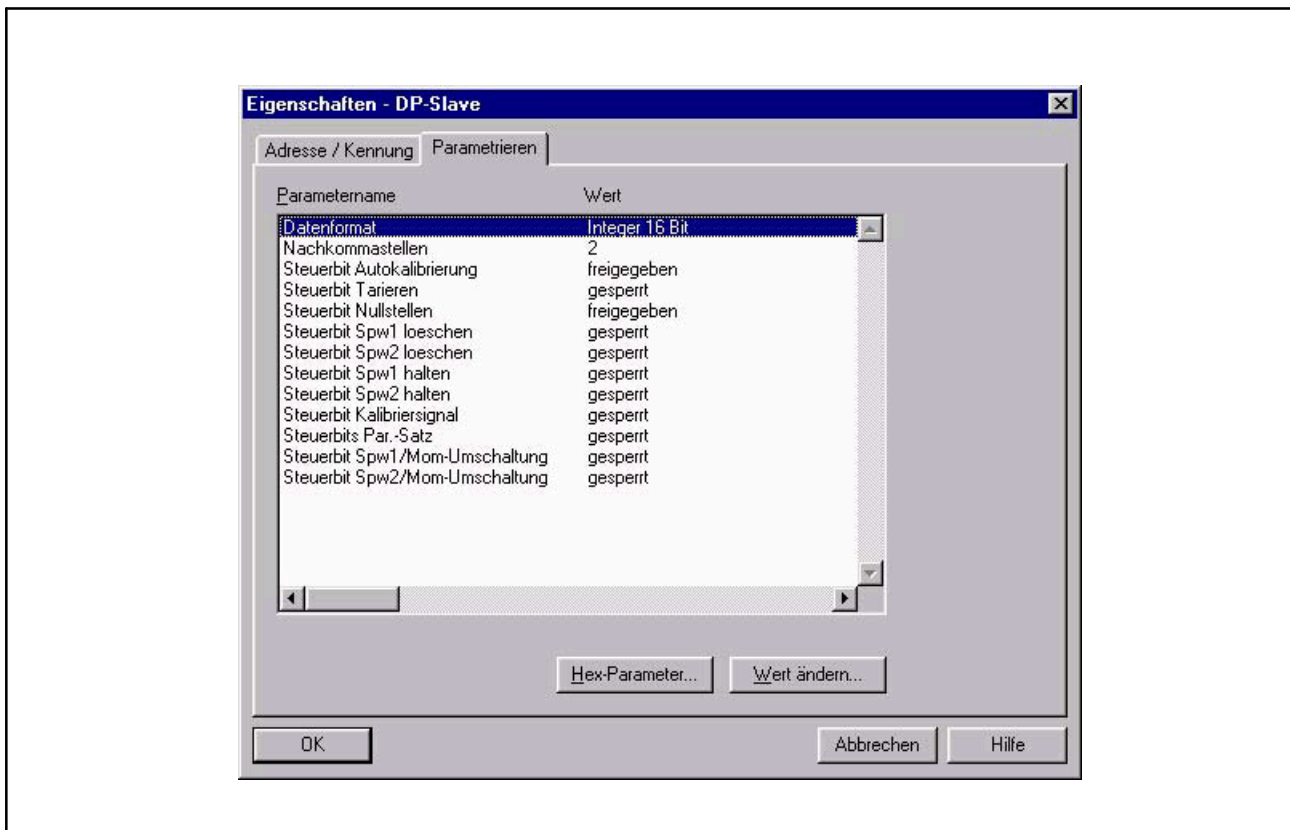 Eigenschaften - DP-Slave
Adresse / Kennung Parametrieren
Parametername Wert
Datenformat Integer 16 Bit
Nachkommastellen 2
Steuerbit Autokalibrierung freigegeben
Steuerbit Tarieren gesperrt
Steuerbit Nullstellen freigegeben
Steuerbit Spw1 loeschen gesperrt
Steuerbit Spw2 loeschen gesperrt
Steuerbit Spw1 halten gesperrt
Steuerbit Spw2 halten gesperrt
Steuerbit Kalibriersignal gesperrt
Steuerbits Par.-Satz gesperrt
Steuerbit Spw1/Mom-Umschaltung gesperrt
Steuerbit Spw2/Mom-Umschaltung gesperrt
Hex-Parameter... Wert ändern...
OK Abbrechen Hilfe